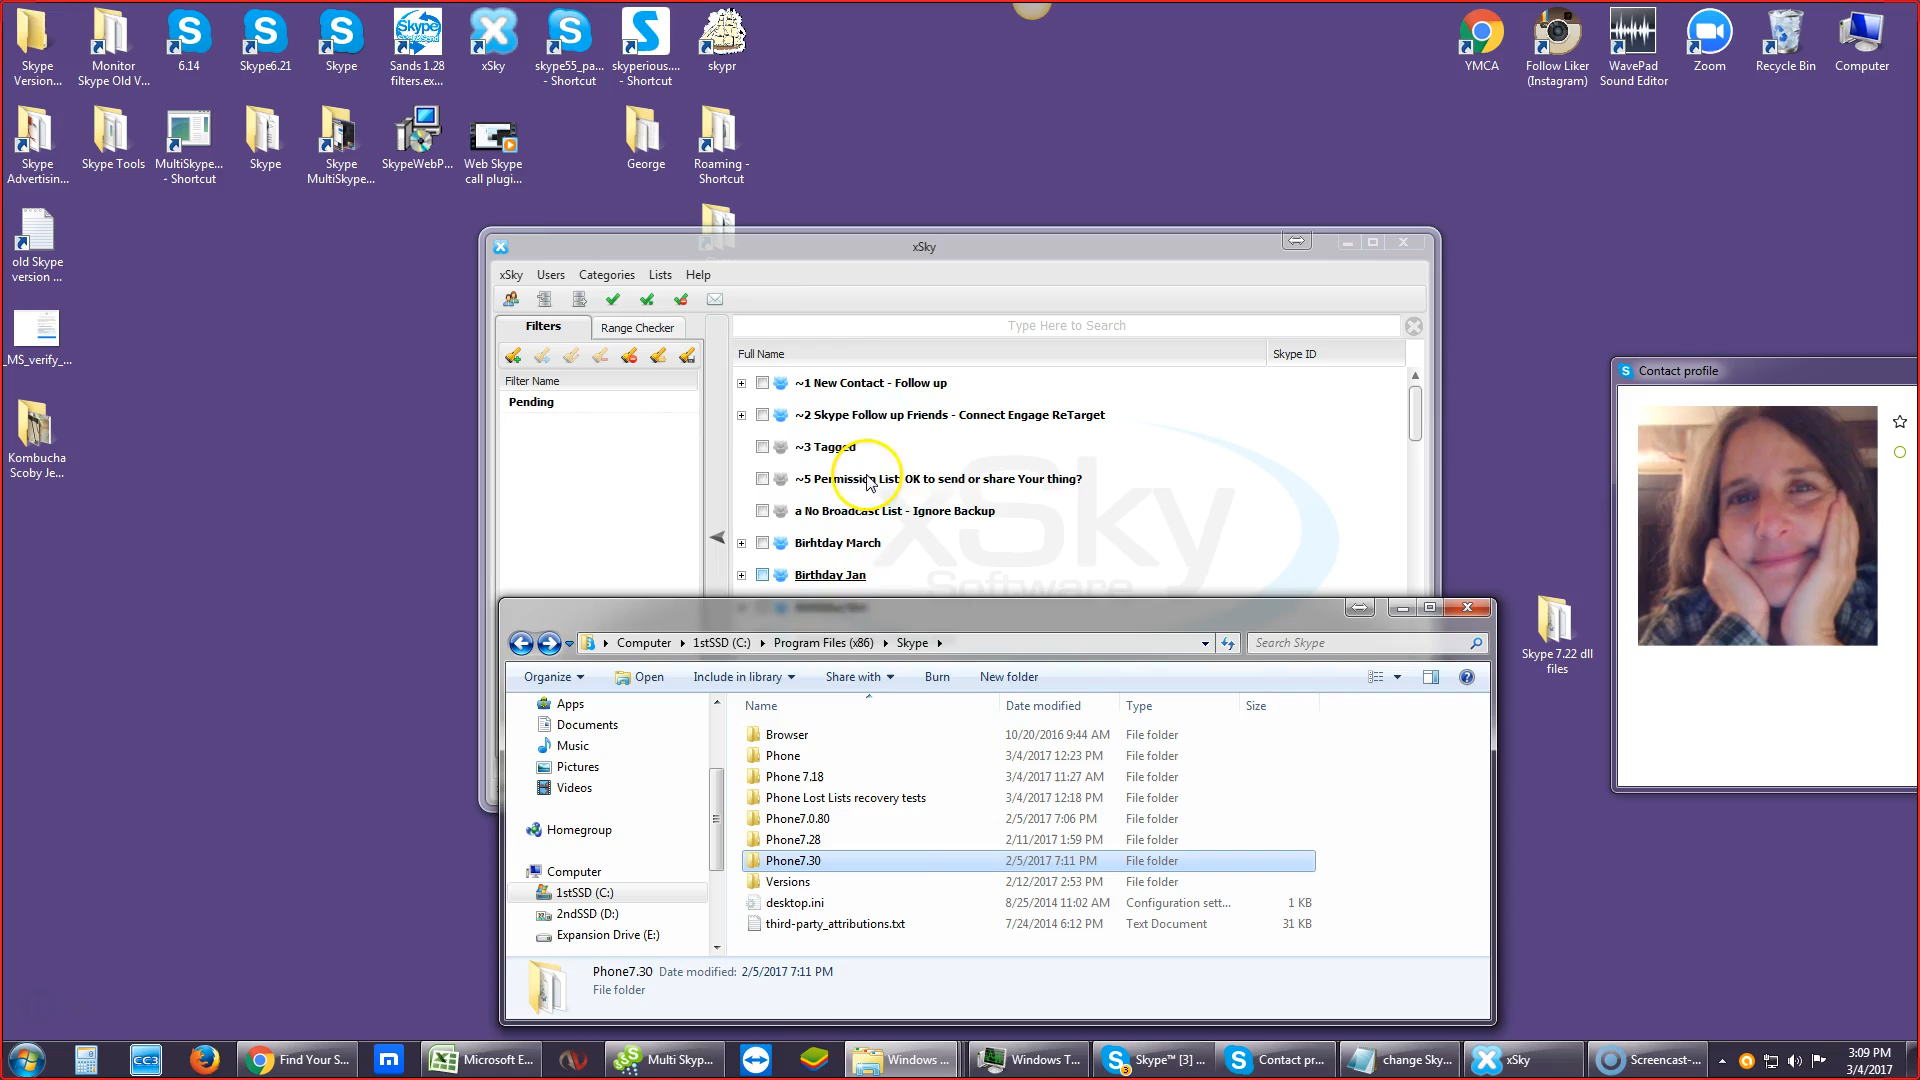 Skype
Version...
Monitor
Skype Old V...
6.14
Skype6.21
Skype
Sands 1.28
filters.ex...
xSky
skype55_pa...
- Shortcut
skyperious....
- Shortcut
skypr
YMCA
Follow Liker
(Instagram)
WavePad
Sound Editor
Zoom
Recycle Bin
Computer
Skype
Advertisin...
Skype Tools
MultiSkype...
- Shortcut
Skype
Skype
MultiSkype...
SkypeWebP...
Web Skype
call plugi...
George
Roaming -
Shortcut
old Skype
version ...
_MS_verify_...
Kombucha
Scoby Je...
xSky
xSky Users Categories Lists Help
Filters
Range Checker
Type Here to Search
Full Name
Skype ID
Filter Name
Pending
~1 New Contact - Follow up
~2 Skype Follow up Friends - Connect Engage ReTarget
~3 Tagged
~5 Permission List OK to send or share Your thing?
a No Broadcast List - Ignore Backup
Birhtday March
Birthday Jan
xSky
Software
Contact profile
Skype 7.22 dll
files
Computer 1stSSD (C:) Program Files (x86) Skype
Search Skype
Organize Open Include in library Share with Burn New folder
Apps
Documents
Music
Pictures
Videos
Homegroup
Computer
1stSSD (C:)
2ndSSD (D:)
Expansion Drive (E:)
Name Date modified Type Size
Browser 10/20/2016 9:44 AM File folder
Phone 3/4/2017 12:23 PM File folder
Phone 7.18 3/4/2017 11:27 AM File folder
Phone Lost Lists recovery tests 3/4/2017 12:18 PM File folder
Phone7.0.80 2/5/2017 7:06 PM File folder
Phone7.28 2/11/2017 1:59 PM File folder
Phone7.30 2/5/2017 7:11 PM File folder
Versions 2/12/2017 2:53 PM File folder
desktop.ini 8/25/2014 11:02 AM Configuration sett... 1 KB
third-party_attributions.txt 7/24/2014 6:12 PM Text Document 31 KB
Phone7.30 Date modified: 2/5/2017 7:11 PM
File folder
CC3
Find Your S...
Microsoft E...
Multi Skyp...
Windows ...
Windows T...
Skype™ [3] ...
Contact pr...
change Sky...
xSky
Screencast-...
3:09 PM
3/4/2017